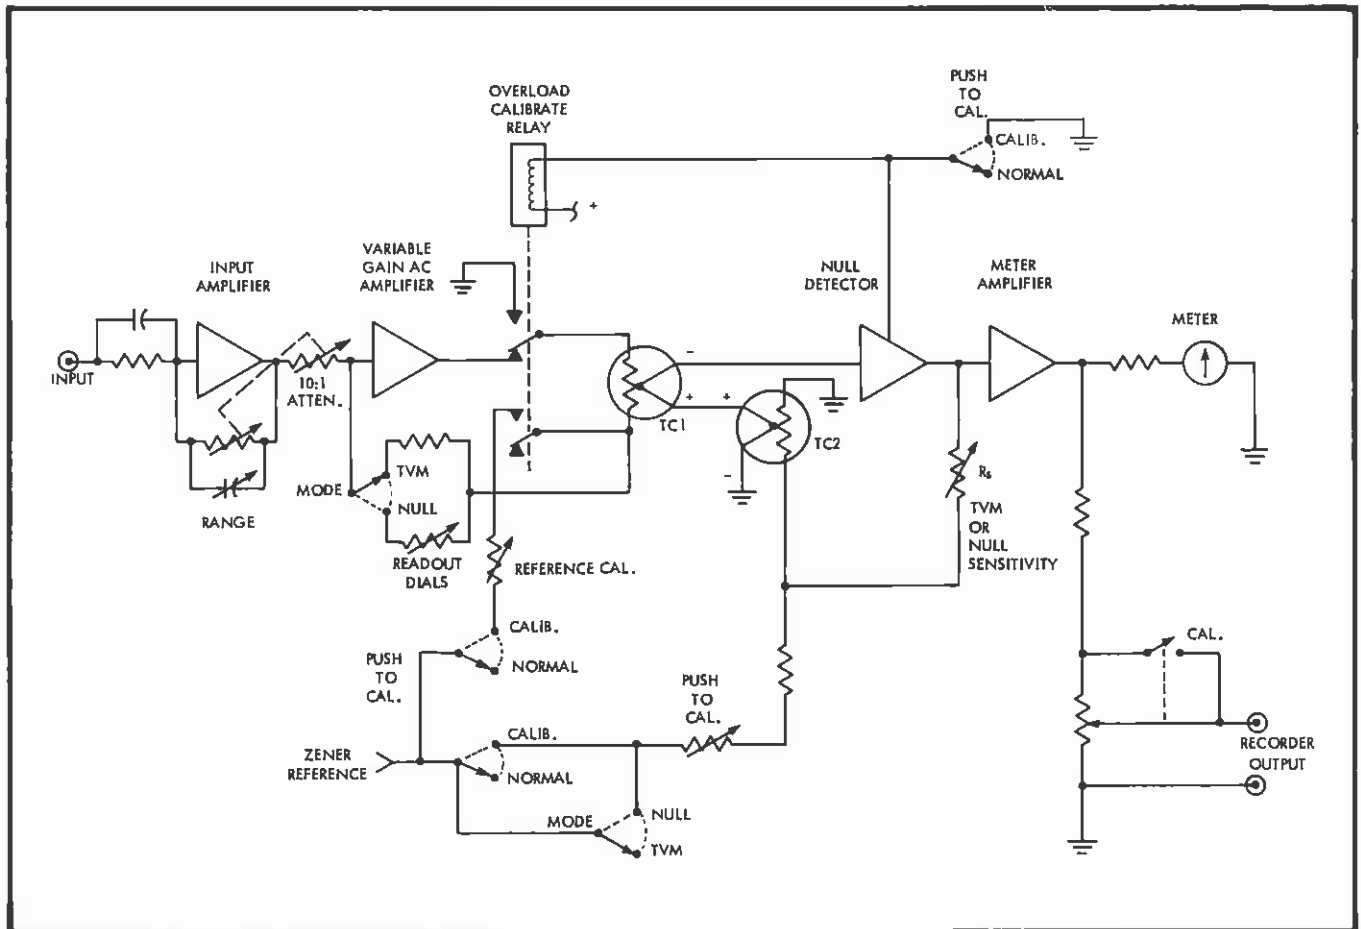 OVERLOAD
CALIBRATE
RELAY
+
PUSH
TO
CAL.
CALIB.
NORMAL
INPUT
AMPLIFIER
VARIABLE
GAIN AC
AMPLIFIER
NULL
DETECTOR
METER
AMPLIFIER
METER
INPUT
10:1
ATTEN.
-
+
+
TC1
TC2
-
MODE
TVM
NULL
RANGE
READOUT
DIALS
REFERENCE CAL.
Rs
TVM
OR
NULL
SENSITIVITY
PUSH
TO
CAL.
CALIB.
NORMAL
PUSH
TO
CAL.
CAL.
ZENER
REFERENCE
CALIB.
NORMAL
RECORDER
OUTPUT
MODE
NULL
TVM